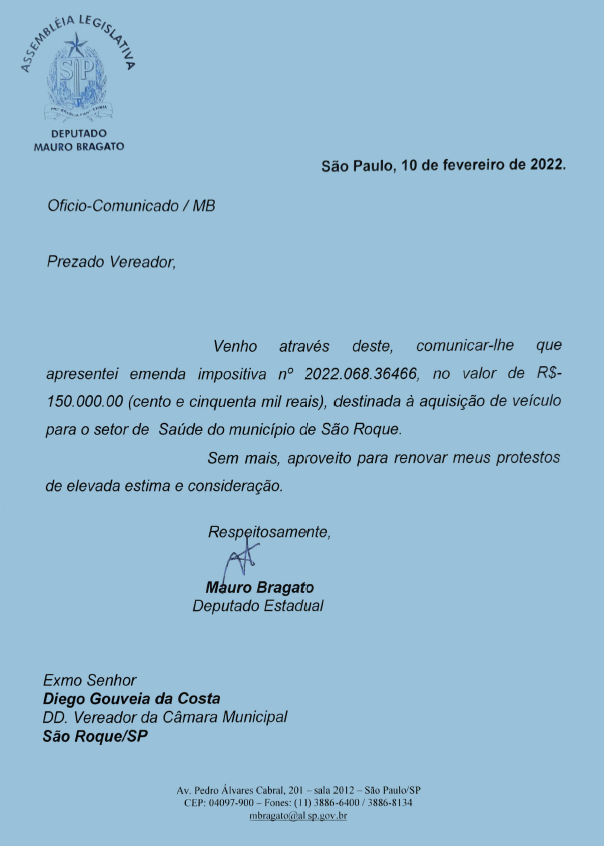 ASSEMBLÉIA LEGISLATIVA
SP
DEPUTADO
MAURO BRAGATO
São Paulo, 10 de fevereiro de 2022.
Oficio-Comunicado / MB
Prezado Vereador,
Venho através deste, comunicar-lhe que
apresentei emenda impositiva nº 2022.068.36466, no valor de R$-
150.000.00 (cento e cinquenta mil reais), destinada à aquisição de veículo
para o setor de Saúde do município de São Roque.
Sem mais, aproveito para renovar meus protestos
de elevada estima e consideração.
Respeitosamente,
Mauro Bragato
Deputado Estadual
Exmo Senhor
Diego Gouveia da Costa
DD. Vereador da Câmara Municipal
São Roque/SP
Av. Pedro Álvares Cabral, 201 – sala 2012 – São Paulo/SP
CEP: 04097-900 – Fones: (11) 3886-6400 / 3886-8134
mbragato@al.sp.gov.br